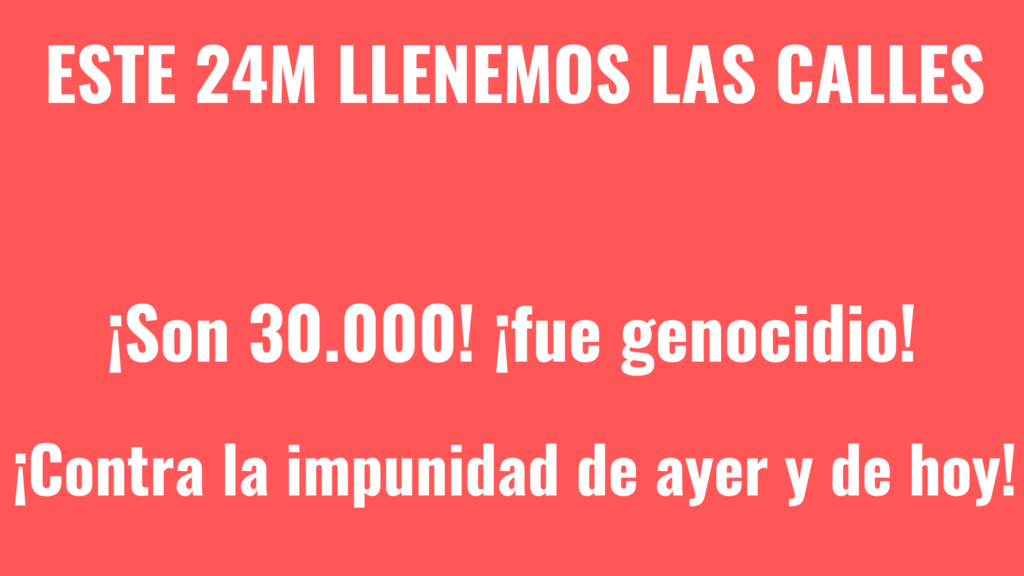 ESTE 24M LLENEMOS LAS CALLES
¡Son 30.000! ¡fue genocidio!
¡Contra la impunidad de ayer y de hoy!